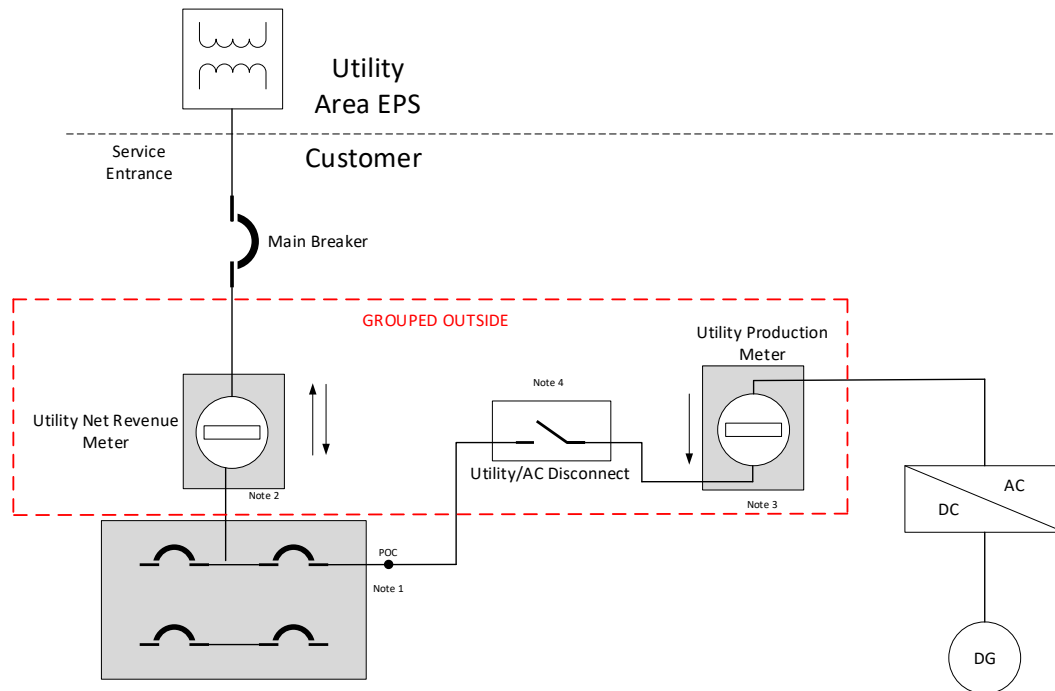 Utility
Area EPS
Service
Entrance
Customer
Main Breaker
GROUPED OUTSIDE
Utility Production
Meter
Note 4
Utility Net Revenue
Meter
Utility/AC Disconnect
Note 2
Note 3
AC
DC
POC
Note 1
DG